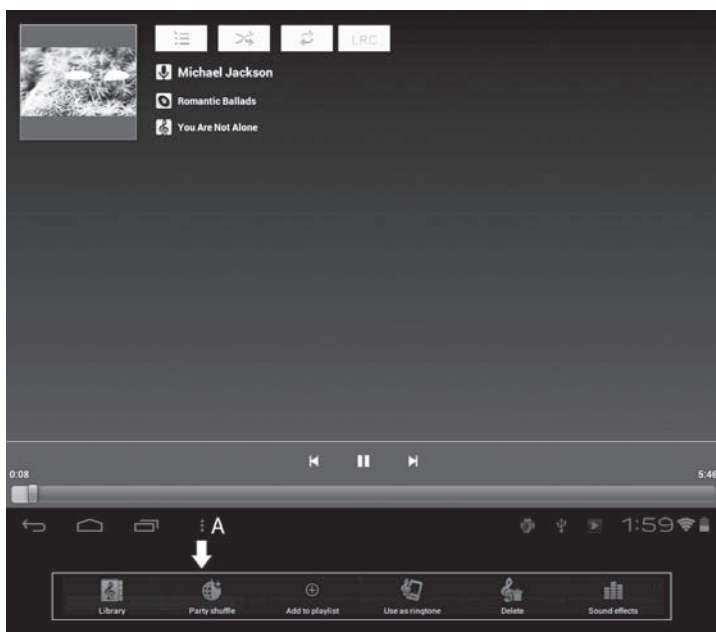 LRC
Michael Jackson
Romantic Ballads
You Are Not Alone
0:08
5:46
A
1:59
Library
Party shuffle
Add to playlist
Use as ringtone
Delete
Sound effects